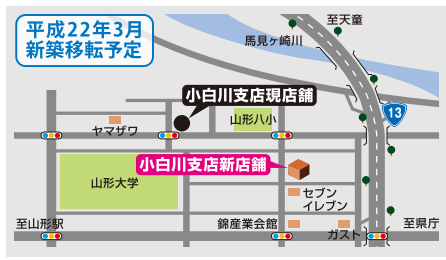 平成22年3月
新築移転予定
至天童
馬見ヶ崎川
小白川支店現店舗
13
ヤマザワ
山形八小
小白川支店新店舗
山形大学
セブン
イレブン
至山形駅
錦産業会館
ガスト
至県庁